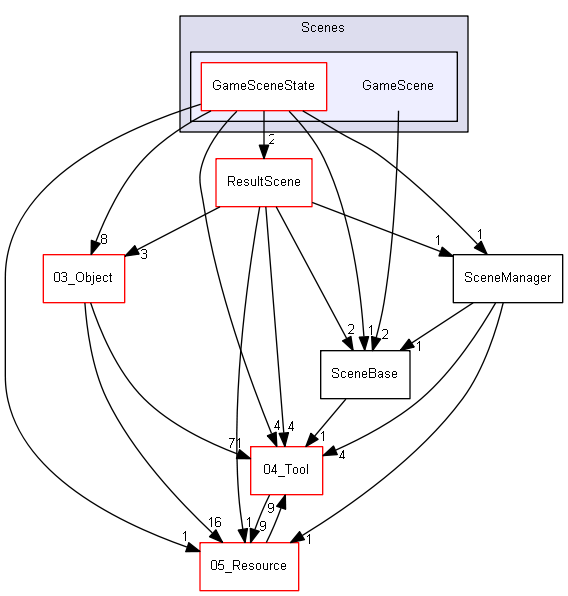 Scenes
GameSceneState
GameScene
2
ResultScene
8
3
1
1
03_Object
SceneManager
2
1
2
1
SceneBase
71
4
4
1
4
04_Tool
9
16
1
9
1
1
05_Resource